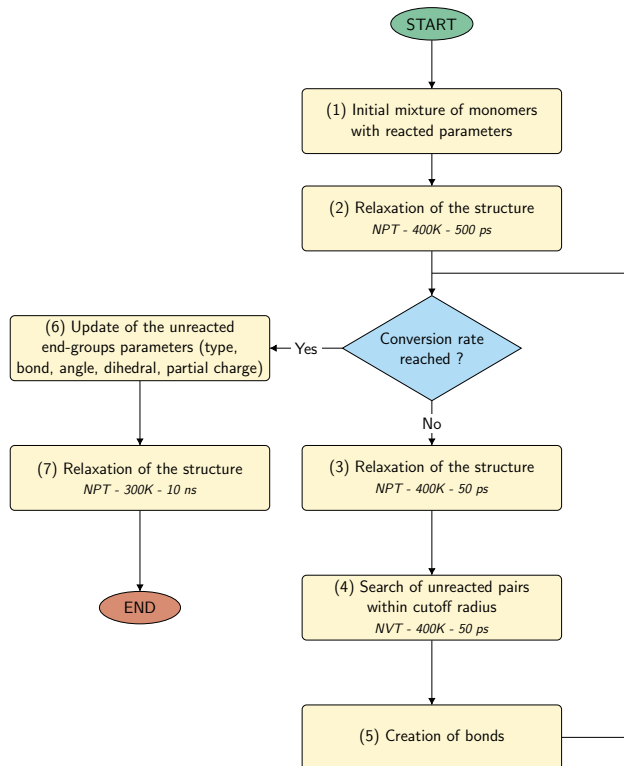 START
(1) Initial mixture of monomers
with reacted parameters
(2) Relaxation of the structure
NPT - 400K - 500 ps
Conversion rate
reached ?
Yes
No
(6) Update of the unreacted
end-groups parameters (type,
bond, angle, dihedral, partial charge)
(7) Relaxation of the structure
NPT - 300K - 10 ns
END
(3) Relaxation of the structure
NPT - 400K - 50 ps
(4) Search of unreacted pairs
within cutoff radius
NVT - 400K - 50 ps
(5) Creation of bonds